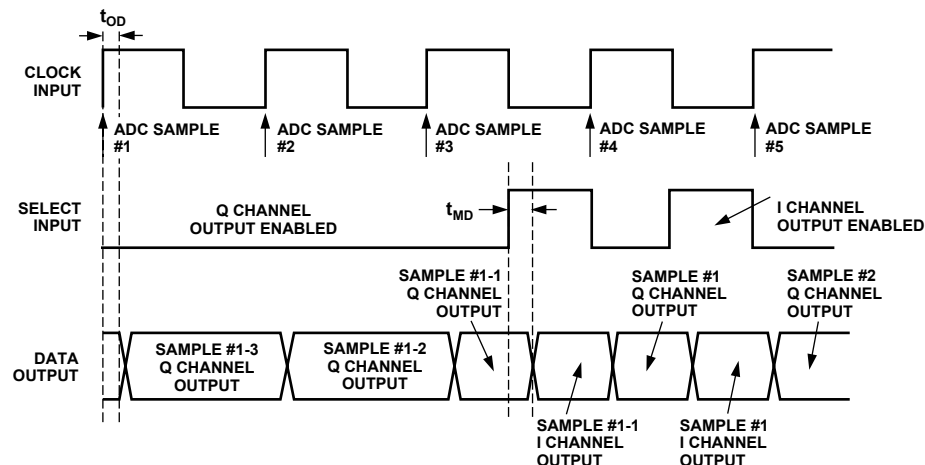 tOD
CLOCK
INPUT
ADC SAMPLE
#1
ADC SAMPLE
#2
ADC SAMPLE
#3
ADC SAMPLE
#4
ADC SAMPLE
#5
SELECT
INPUT
Q CHANNEL
OUTPUT ENABLED
tMD
I CHANNEL
OUTPUT ENABLED
SAMPLE #1-1
Q CHANNEL
OUTPUT
SAMPLE #1
Q CHANNEL
OUTPUT
SAMPLE #2
Q CHANNEL
OUTPUT
DATA
OUTPUT
SAMPLE #1-3
Q CHANNEL
OUTPUT
SAMPLE #1-2
Q CHANNEL
OUTPUT
SAMPLE #1-1
I CHANNEL
OUTPUT
SAMPLE #1
I CHANNEL
OUTPUT